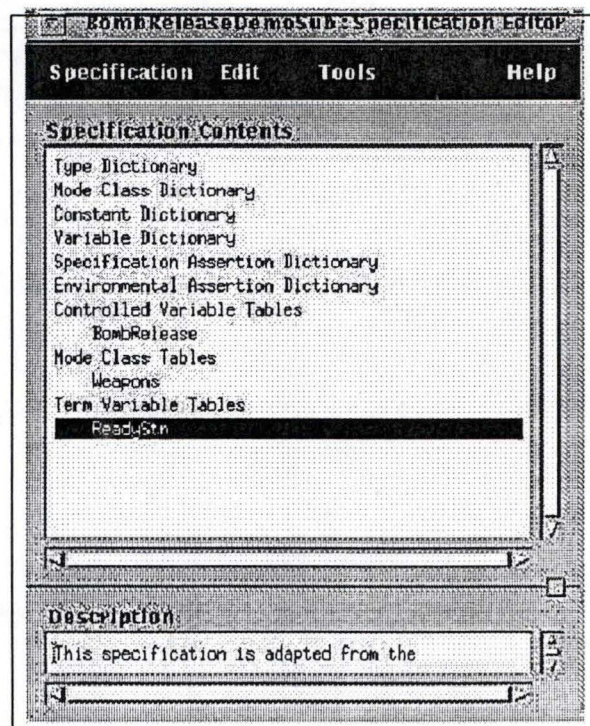 BombReleaseDemoSub: Specification Editor
Specification Edit Tools Help
Specification Contents
Type Dictionary
Mode Class Dictionary
Constant Dictionary
Variable Dictionary
Specification Assertion Dictionary
Environmental Assertion Dictionary
Controlled Variable Tables
BombRelease
Mode Class Tables
Weapons
Term Variable Tables
ReadyStn
Description
This specification is adapted from the